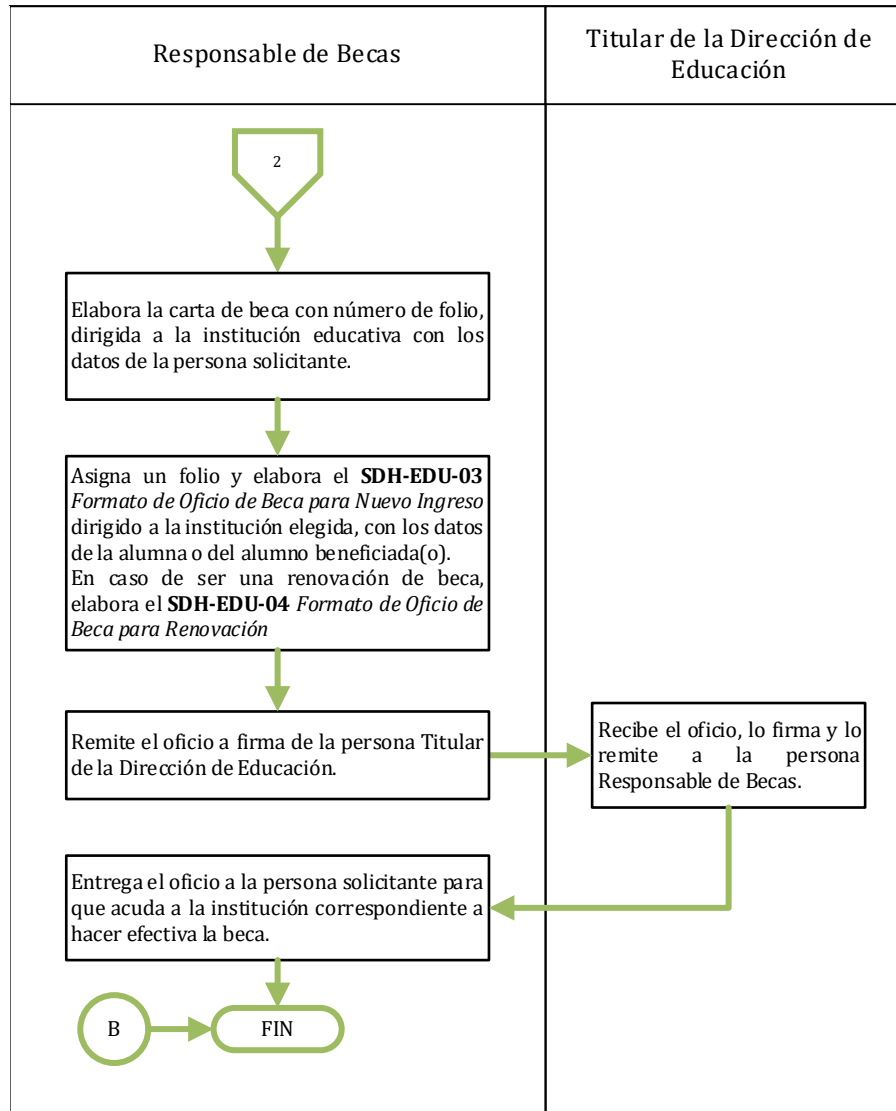 Responsable de Becas
Titular de la Dirección de
Educación
2
Elabora la carta de beca con número de folio,
dirigida a la institución educativa con los
datos de la persona solicitante.
Asigna un folio y elabora el SDH-EDU-03
Formato de Oficio de Beca para Nuevo Ingreso
dirigido a la institución elegida, con los datos
de la alumna o del alumno beneficiada(o).
En caso de ser una renovación de beca,
elabora el SDH-EDU-04 Formato de Oficio de
Beca para Renovación
Remite el oficio a firma de la persona Titular
de la Dirección de Educación.
Recibe el oficio, lo firma y lo
remite a la persona
Responsable de Becas.
Entrega el oficio a la persona solicitante para
que acuda a la institución correspondiente a
hacer efectiva la beca.
B
FIN